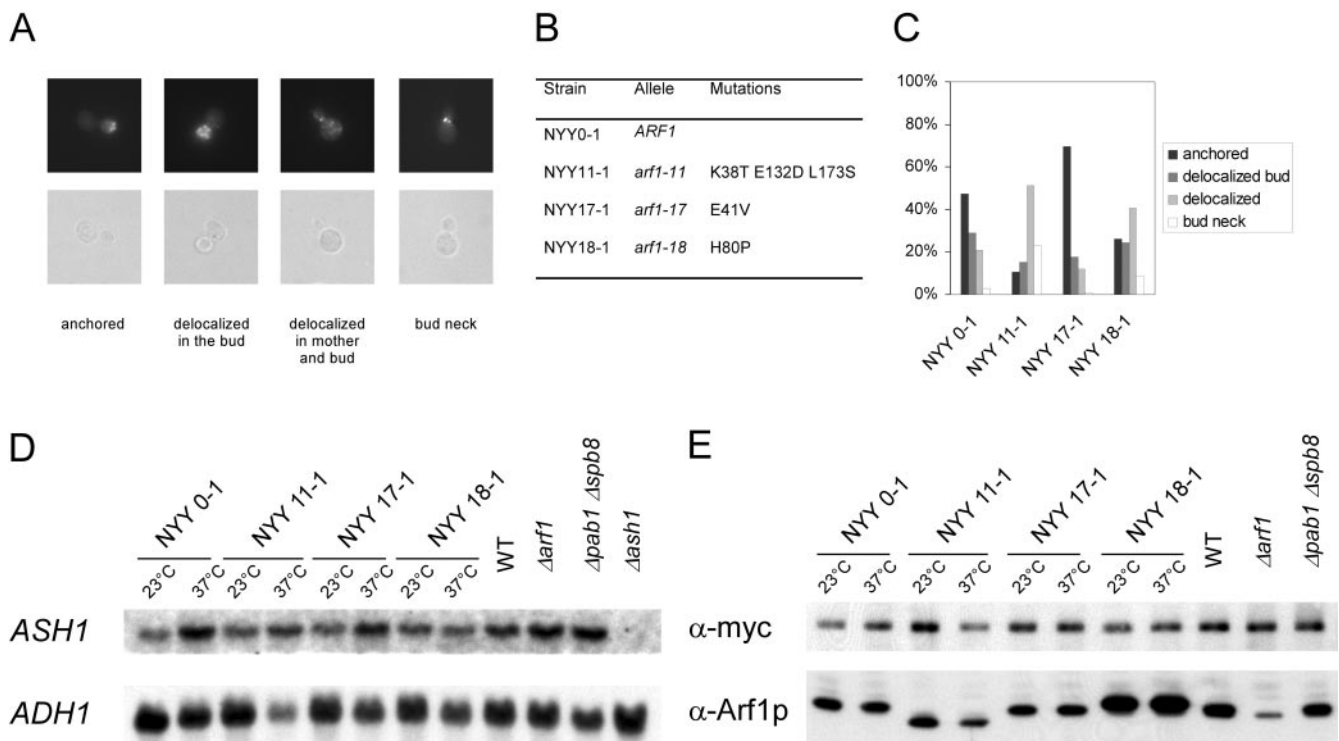 A
anchored
delocalized
in the bud
delocalized
in mother
and bud
bud neck
B
Strain Allele Mutations
NYY0-1 ARF1
NYY11-1 arf1-11 K38T E132D L173S
NYY17-1 arf1-17 E41V
NYY18-1 arf1-18 H80P
C
100%
80%
60%
40%
20%
0%
NYY 0-1
NYY 11-1
NYY 17-1
NYY 18-1
anchored
delocalized bud
delocalized
bud neck
D
NYY 0-1 NYY 11-1 NYY 17-1 NYY 18-1 WT Δarf1 Δpab1 Δspb8 Δash1
23°C 37°C 23°C 37°C 23°C 37°C 23°C 37°C
ASH1
ADH1
E
NYY 0-1 NYY 11-1 NYY 17-1 NYY 18-1 WT Δarf1 Δpab1 Δspb8
23°C 37°C 23°C 37°C 23°C 37°C 23°C 37°C
α-myc
α-Arf1p